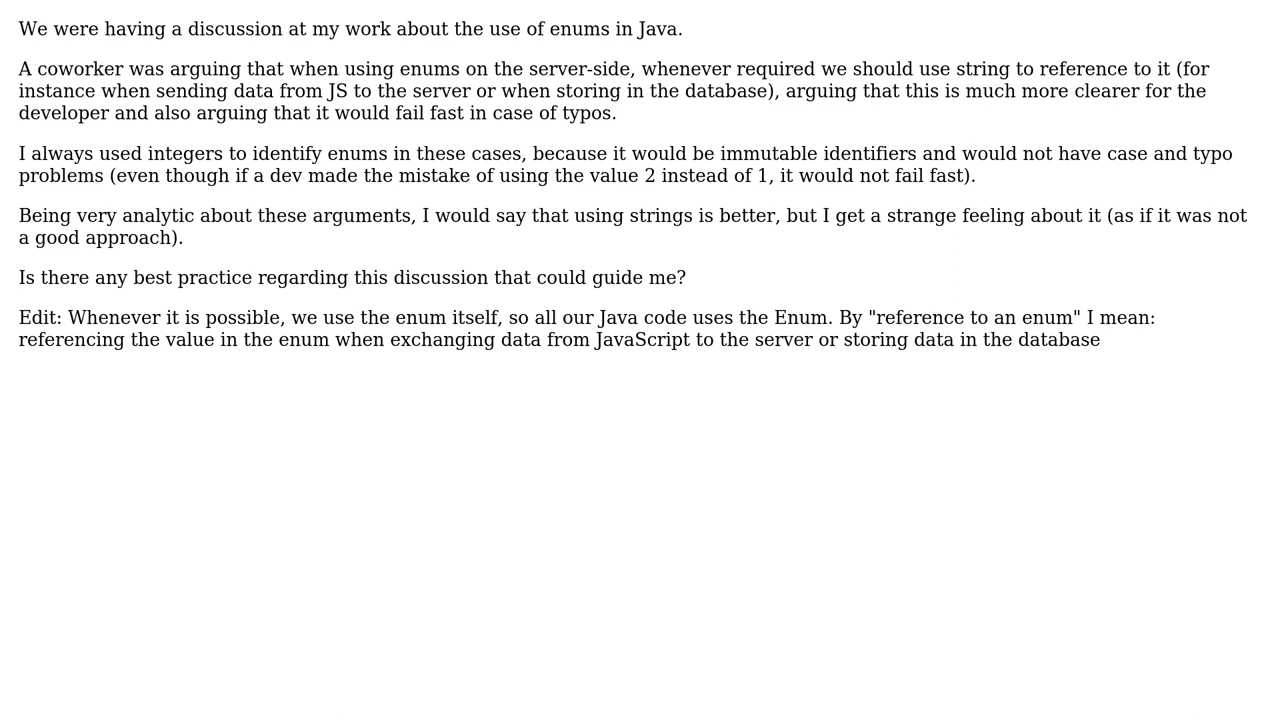 We were having a discussion at my work about the use of enums in Java.
A coworker was arguing that when using enums on the server-side, whenever required we should use string to reference to it (for
instance when sending data from JS to the server or when storing in the database), arguing that this is much more clearer for the
developer and also arguing that it would fail fast in case of typos.
I always used integers to identify enums in these cases, because it would be immutable identifiers and would not have case and typo
problems (even though if a dev made the mistake of using the value 2 instead of 1, it would not fail fast).
Being very analytic about these arguments, I would say that using strings is better, but I get a strange feeling about it (as if it was not
a good approach).
Is there any best practice regarding this discussion that could guide me?
Edit: Whenever it is possible, we use the enum itself, so all our Java code uses the Enum. By "reference to an enum" I mean:
referencing the value in the enum when exchanging data from JavaScript to the server or storing data in the database